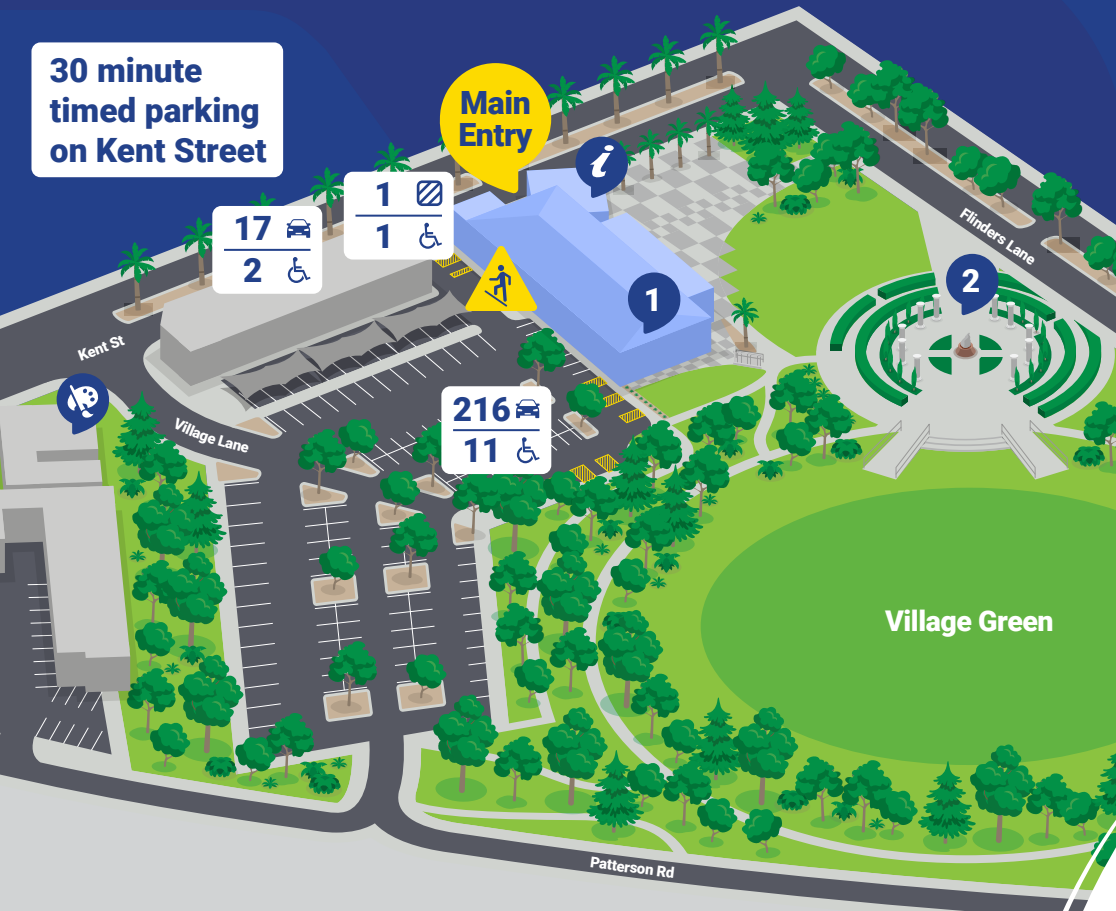 30 minute
timed parking
on Kent Street
Main
Entry
i
1
1
17
2
Flinders Lane
2
1
Kent St
216
11
Village Lane
Village Green
Patterson Rd